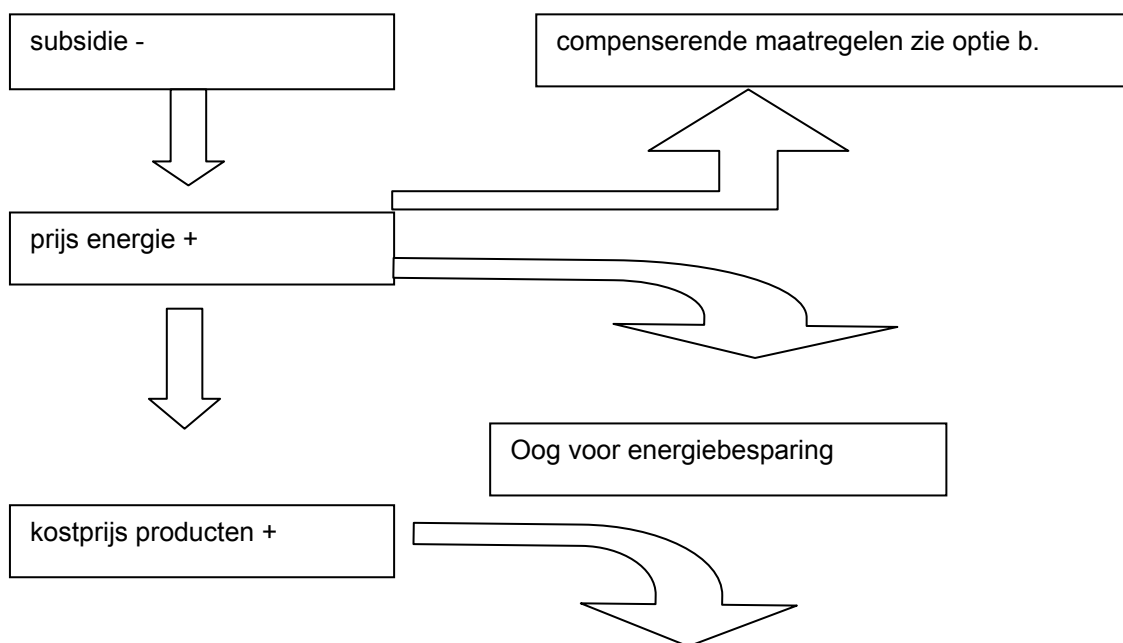 subsidie -
compenserende maatregelen zie optie b.
prijs energie +
Oog voor energiebesparing
kostprijs producten +